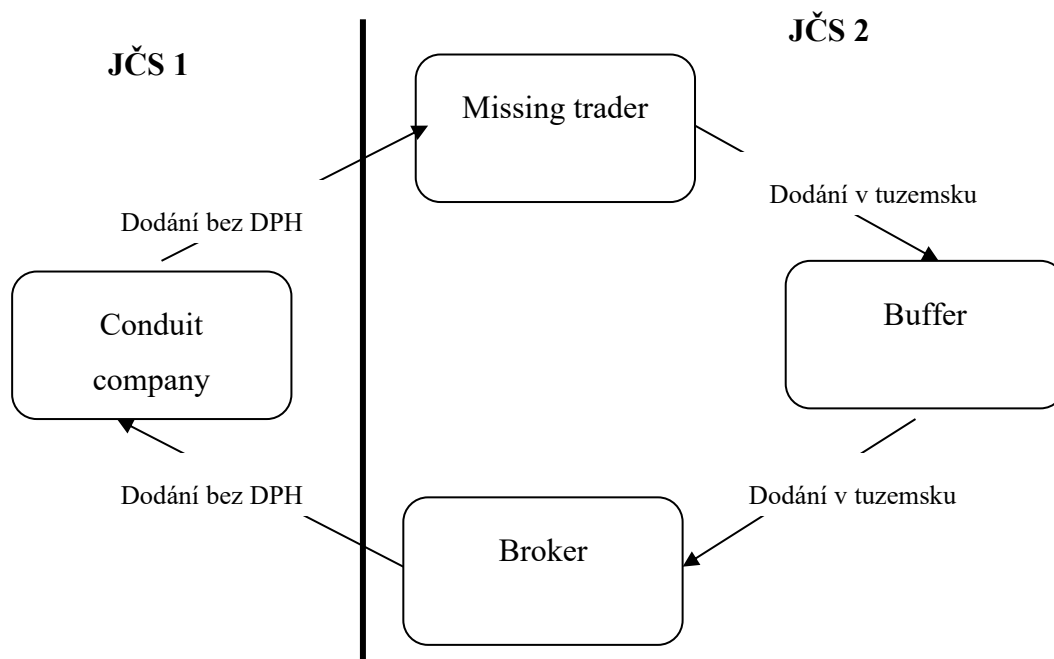 JČS 1
JČS 2
Missing trader
Dodání bez DPH
Dodání v tuzemsku
Conduit
company
Buffer
Dodání bez DPH
Dodání v tuzemsku
Broker